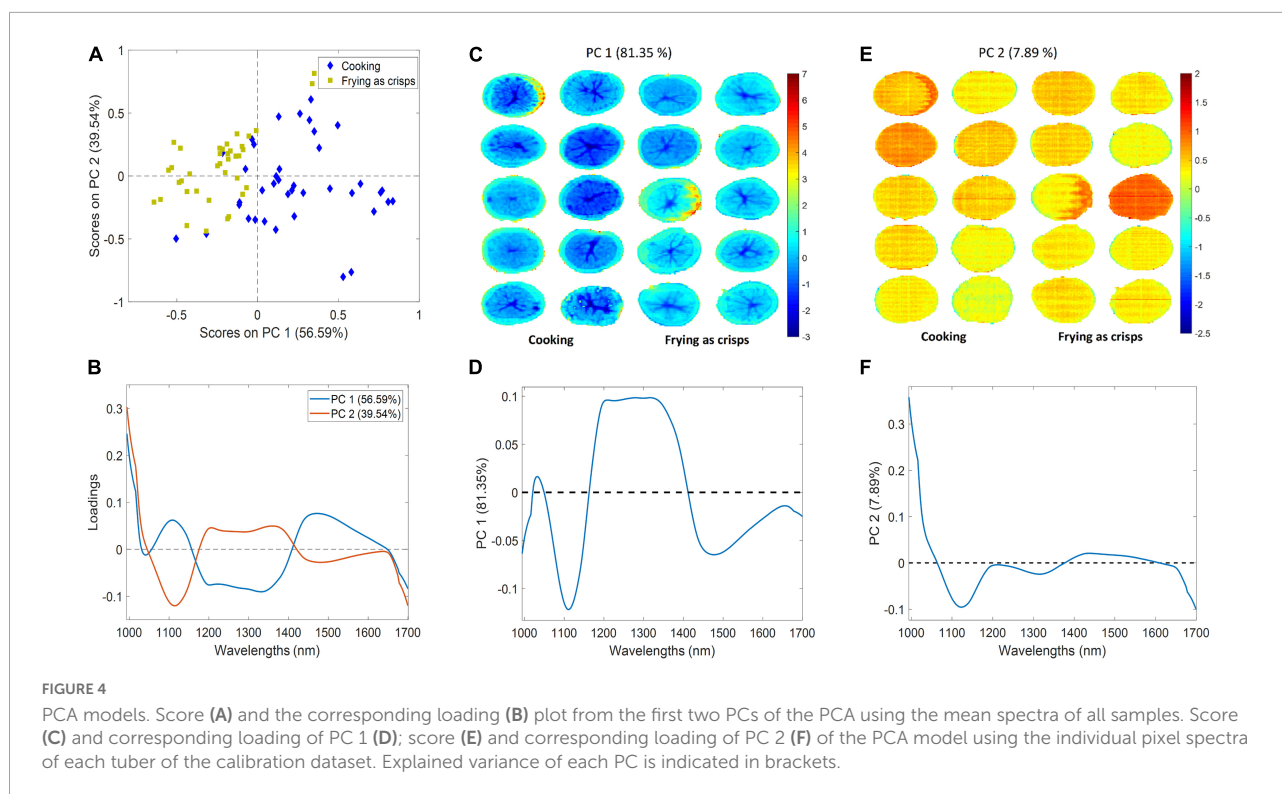 A
Cooking
Frying as crisps
1
0.5
0
-0.5
-1
-0.5
0
0.5
1
Scores on PC 2 (39.54%)
Scores on PC 1 (56.59%)
C
PC 1 (81.35 %)
7
6
5
4
3
2
1
0
-1
-2
-3
Cooking
Frying as crisps
E
PC 2 (7.89 %)
2
1.5
1
0.5
0
-0.5
-1
-1.5
-2
-2.5
Cooking
Frying as crisps
B
PC 1 (56.59%)
PC 2 (39.54%)
0.3
0.2
0.1
0
-0.1
Loadings
1000
1100
1200
1300
1400
1500
1600
1700
Wavelengths (nm)
D
0.1
0.05
0
-0.05
-0.1
PC 1 (81.35%)
1000
1100
1200
1300
1400
1500
1600
1700
Wavelengths (nm)
F
0.3
0.2
0.1
0
-0.1
PC 2 (7.89%)
1000
1100
1200
1300
1400
1500
1600
1700
Wavelengths (nm)
FIGURE 4
PCA models. Score (A) and the corresponding loading (B) plot from the first two PCs of the PCA using the mean spectra of all samples. Score
(C) and corresponding loading of PC 1 (D); score (E) and corresponding loading of PC 2 (F) of the PCA model using the individual pixel spectra
of each tuber of the calibration dataset. Explained variance of each PC is indicated in brackets.